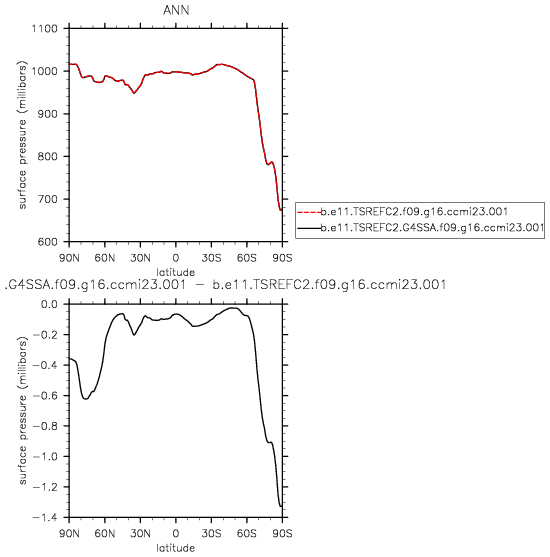 ANN
surface pressure (millibars)
1100
1000
900
800
700
600
90N 60N 30N 0 30S 60S 90S
latitude
b.e11.TSREFC2.f09.g16.ccmi23.001
b.e11.TSREFC2.G4SSA.f09.g16.ccmi23.001
.G4SSA.f09.g16.ccmi23.001 − b.e11.TSREFC2.f09.g16.ccmi23.001
surface pressure (millibars)
0.0
−0.2
−0.4
−0.6
−0.8
−1.0
−1.2
−1.4
90N 60N 30N 0 30S 60S 90S
latitude